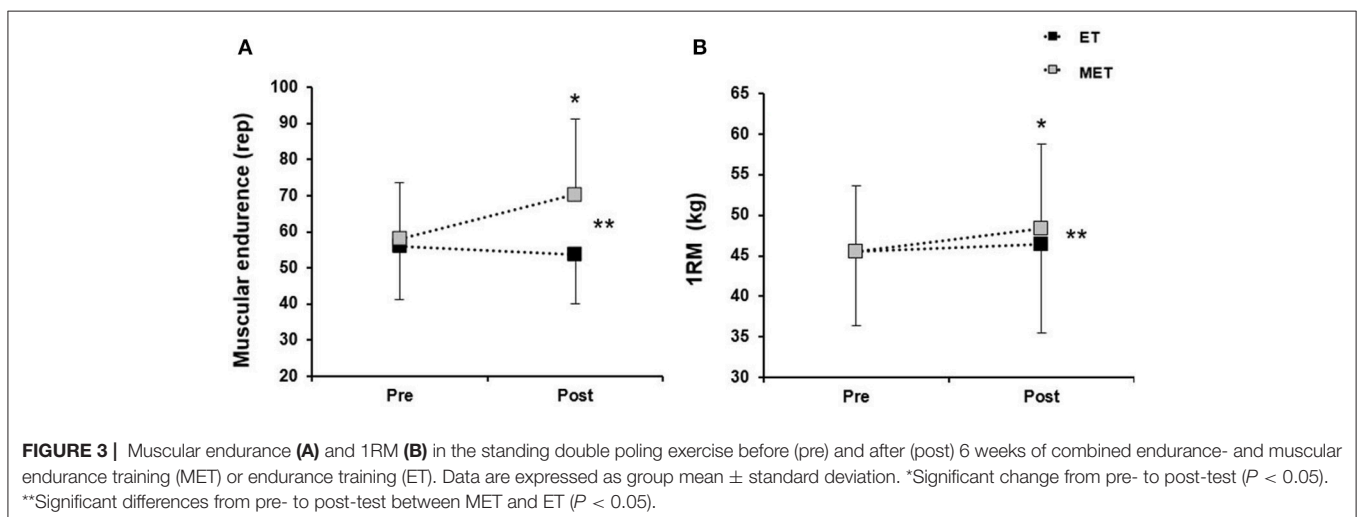 A
Muscular endurence (rep)
100
90
80
70
60
50
40
30
20
*
**
Pre Post
B
ET
MET
1RM (kg)
65
60
55
50
45
40
35
30
*
**
Pre Post
FIGURE 3 | Muscular endurance (A) and 1RM (B) in the standing double poling exercise before (pre) and after (post) 6 weeks of combined endurance- and muscular
endurance training (MET) or endurance training (ET). Data are expressed as group mean ± standard deviation. *Significant change from pre- to post-test (P < 0.05).
**Significant differences from pre- to post-test between MET and ET (P < 0.05).